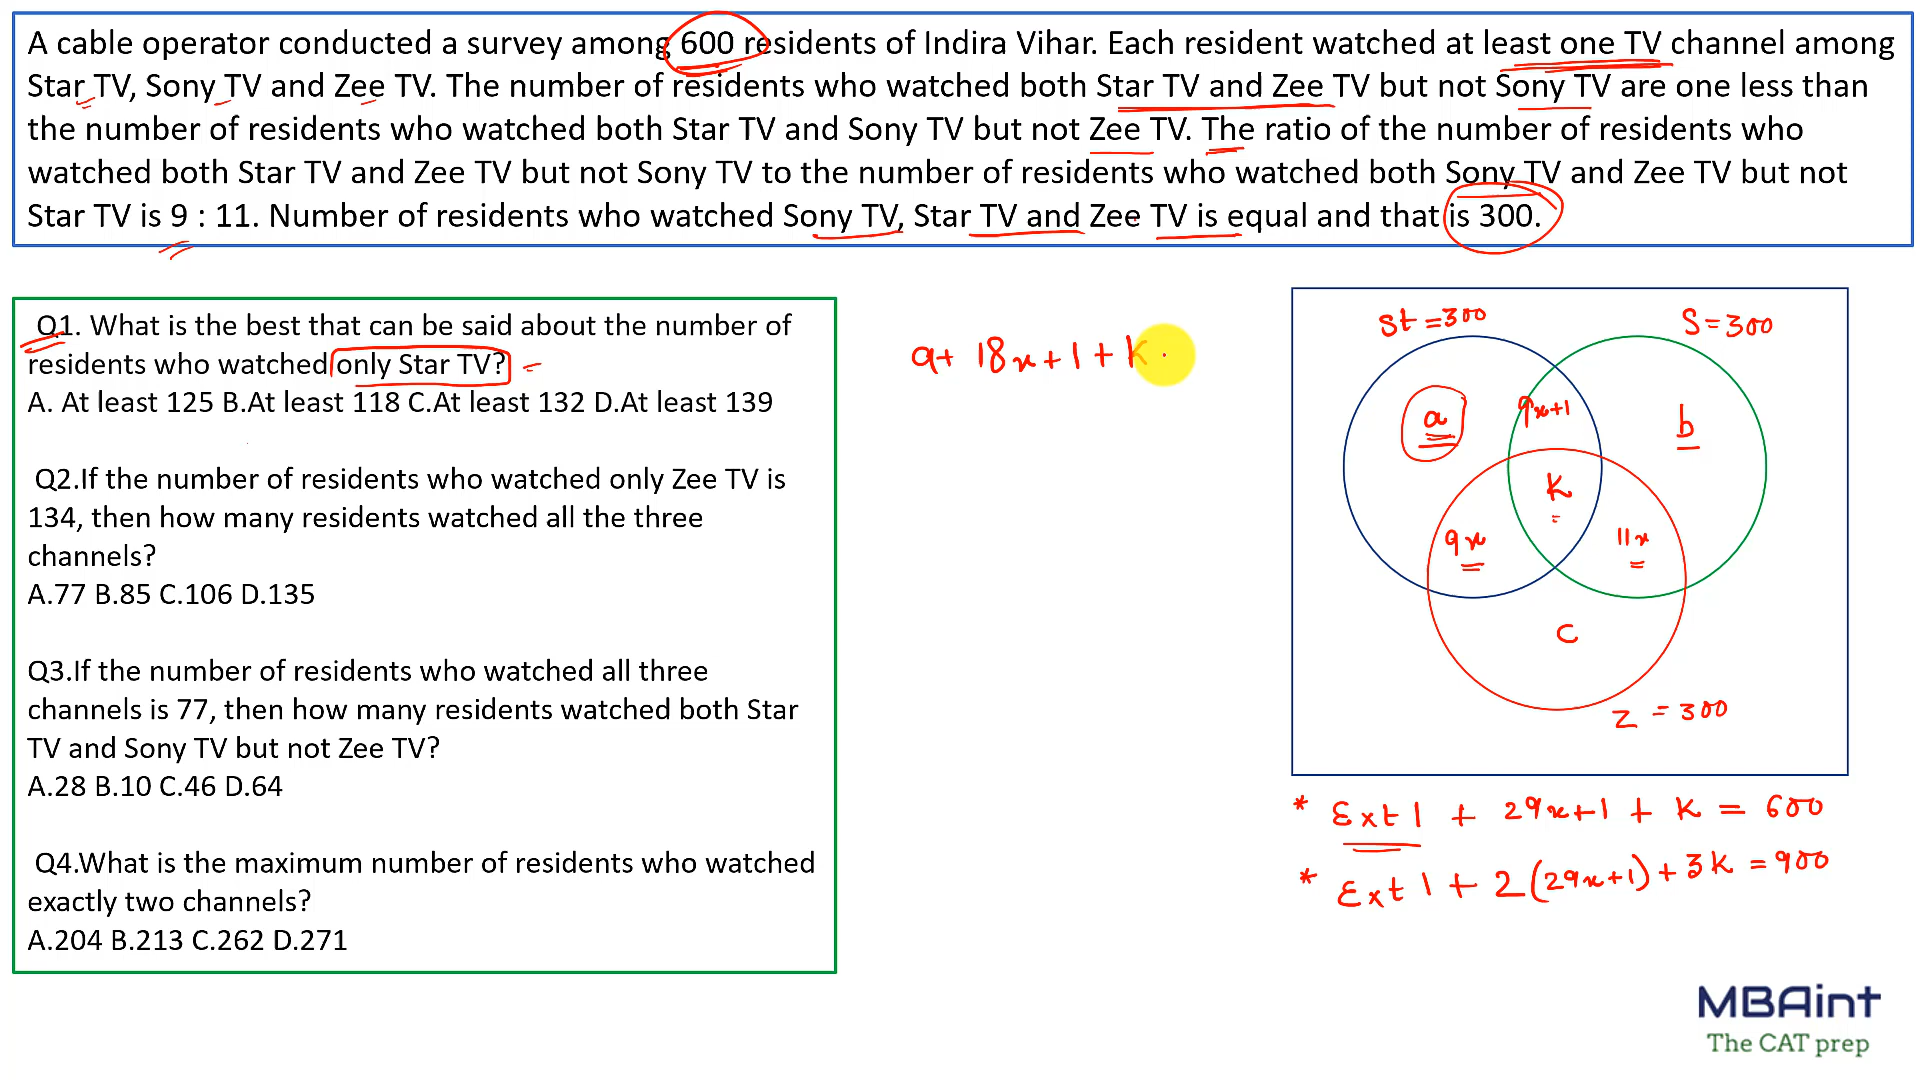 A cable operator conducted a survey among 600 residents of Indira Vihar. Each resident watched at least one TV channel among
Star TV, Sony TV and Zee TV. The number of residents who watched both Star TV and Zee TV but not Sony TV are one less than
the number of residents who watched both Star TV and Sony TV but not Zee TV. The ratio of the number of residents who
watched both Star TV and Zee TV but not Sony TV to the number of residents who watched both Sony TV and Zee TV but not
Star TV is 9 : 11. Number of residents who watched Sony TV, Star TV and Zee TV is equal and that is 300.
Q1. What is the best that can be said about the number of
residents who watched only Star TV?
A. At least 125 B.At least 118 C.At least 132 D.At least 139
Q2.If the number of residents who watched only Zee TV is
134, then how many residents watched all the three
channels?
A.77 B.85 C.106 D.135
Q3.If the number of residents who watched all three
channels is 77, then how many residents watched both Star
TV and Sony TV but not Zee TV?
A.28 B.10 C.46 D.64
Q4.What is the maximum number of residents who watched
exactly two channels?
A.204 B.213 C.262 D.271
a+ 18x+1 + K
St = 300
S = 300
a
9x+1
b
K
9x
11x
C
Z = 300
* Ext 1 + 29x+1 + K = 600
* Ext 1 + 2(29x+1) + 3K = 900
MBAint
The CAT prep